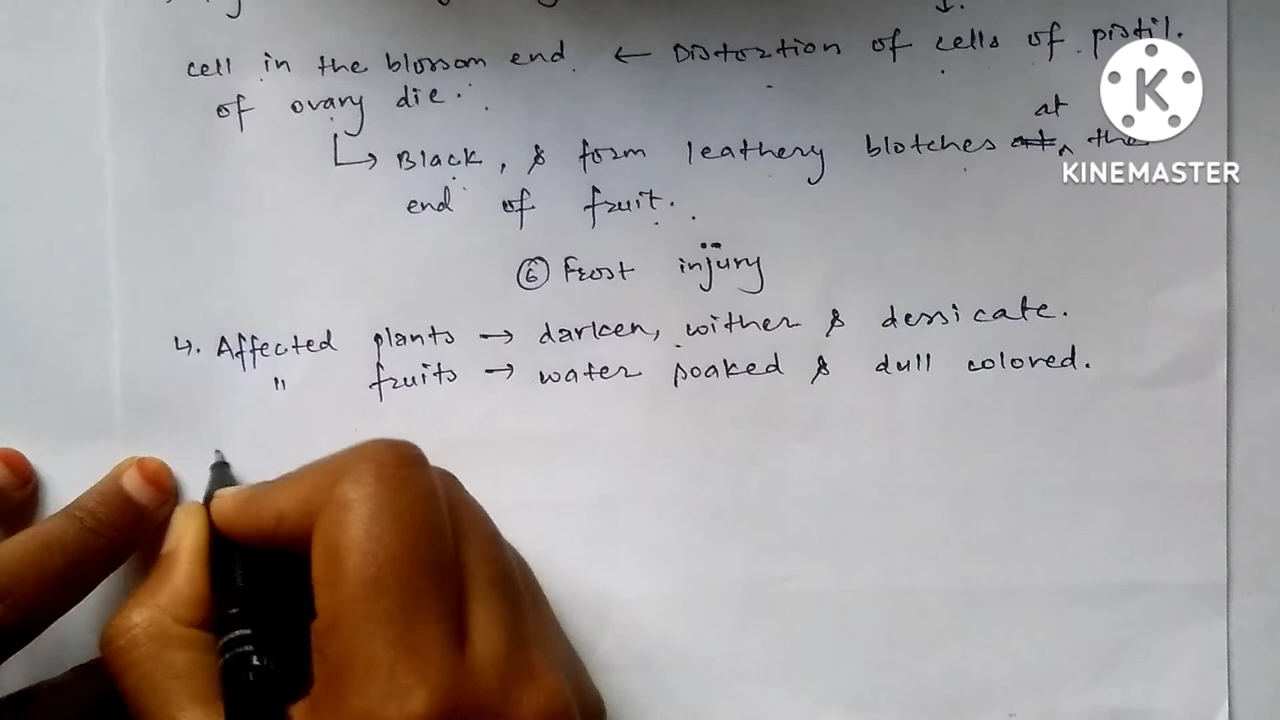 cell in the blossom end. ← Distortion of cells of pistil.
of ovary die.
↳ Black, & form leathery blotches at the
end of fruit.
⑥ Frost injury
↳. Affected plants → darken, wither & dessicate.
" fruits → water soaked & dull colored.
K
KINEMASTER